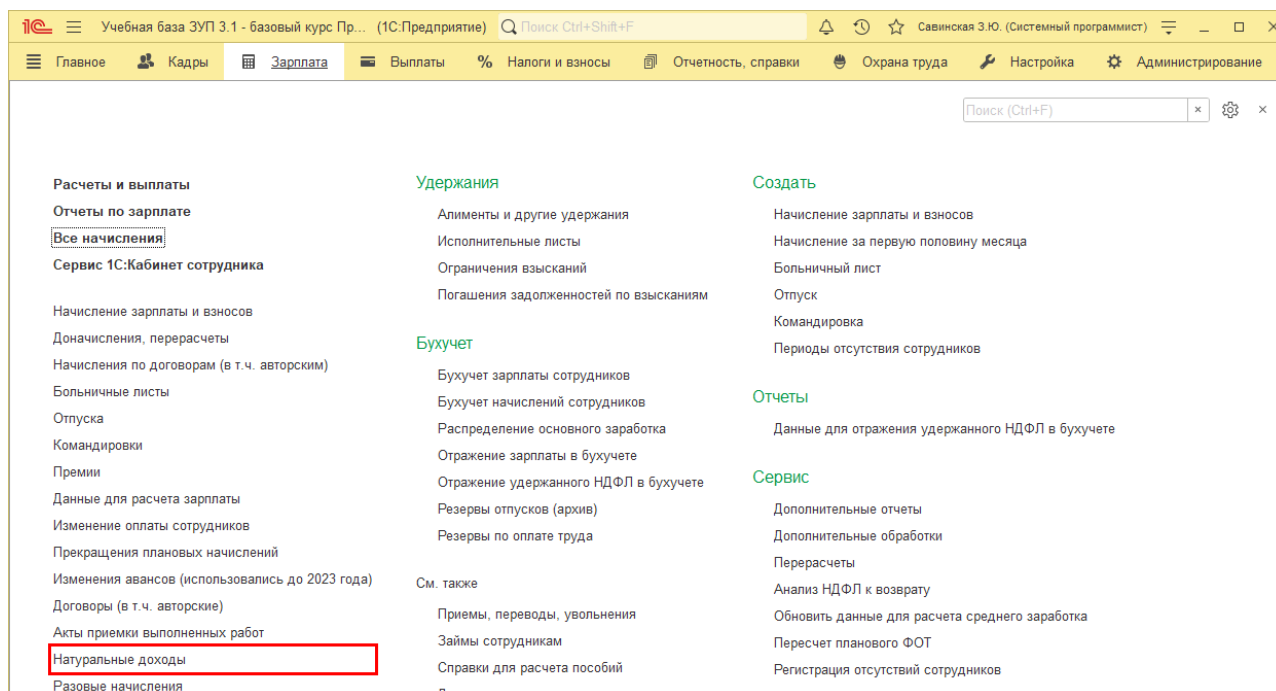 Учебная база ЗУП 3.1 - базовый курс Пр... (1С:Предприятие) Поиск Ctrl+Shift+F Савинская З.Ю. (Системный программист)
Главное Кадры Зарплата Выплаты Налоги и взносы Отчетность, справки Охрана труда Настройка Администрирование
Поиск (Ctrl+F)
Расчеты и выплаты
Отчеты по зарплате
Все начисления
Сервис 1С:Кабинет сотрудника
Начисление зарплаты и взносов
Доначисления, перерасчеты
Начисления по договорам (в т.ч. авторским)
Больничные листы
Отпуска
Командировки
Премии
Данные для расчета зарплаты
Изменение оплаты сотрудников
Прекращения плановых начислений
Изменения авансов (использовались до 2023 года)
Договоры (в т.ч. авторские)
Акты приемки выполненных работ
Натуральные доходы
Разовые начисления
Удержания
Алименты и другие удержания
Исполнительные листы
Ограничения взысканий
Погашения задолженностей по взысканиям
Бухучет
Бухучет зарплаты сотрудников
Бухучет начислений сотрудников
Распределение основного заработка
Отражение зарплаты в бухучете
Отражение удержанного НДФЛ в бухучете
Резервы отпусков (архив)
Резервы по оплате труда
См. также
Приемы, переводы, увольнения
Займы сотрудникам
Справки для расчета пособий
Создать
Начисление зарплаты и взносов
Начисление за первую половину месяца
Больничный лист
Отпуск
Командировка
Периоды отсутствия сотрудников
Отчеты
Данные для отражения удержанного НДФЛ в бухучете
Сервис
Дополнительные отчеты
Дополнительные обработки
Перерасчеты
Анализ НДФЛ к возврату
Обновить данные для расчета среднего заработка
Пересчет планового ФОТ
Регистрация отсутствий сотрудников